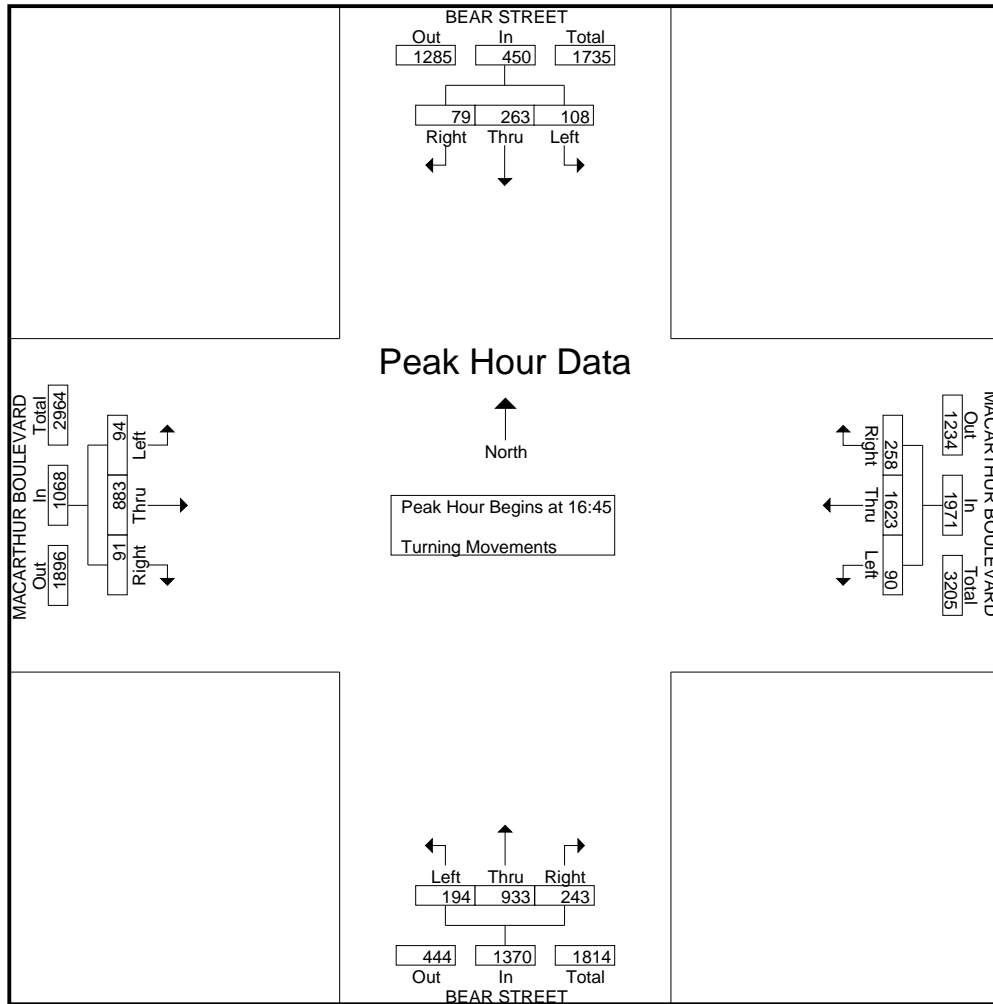 BEAR STREET
Out In Total
1285 450 1735
79 263 108
Right Thru Left
Peak Hour Data
North
Peak Hour Begins at 16:45
Turning Movements
MACARTHUR BOULEVARD
Out In Total
1896 1068 2964
91 883 94
Right Thru Left
MACARTHUR BOULEVARD
Out In Total
1234 1971 3205
258 1623 90
Right Thru Left
Left Thru Right
194 933 243
444 1370 1814
Out In Total
BEAR STREET